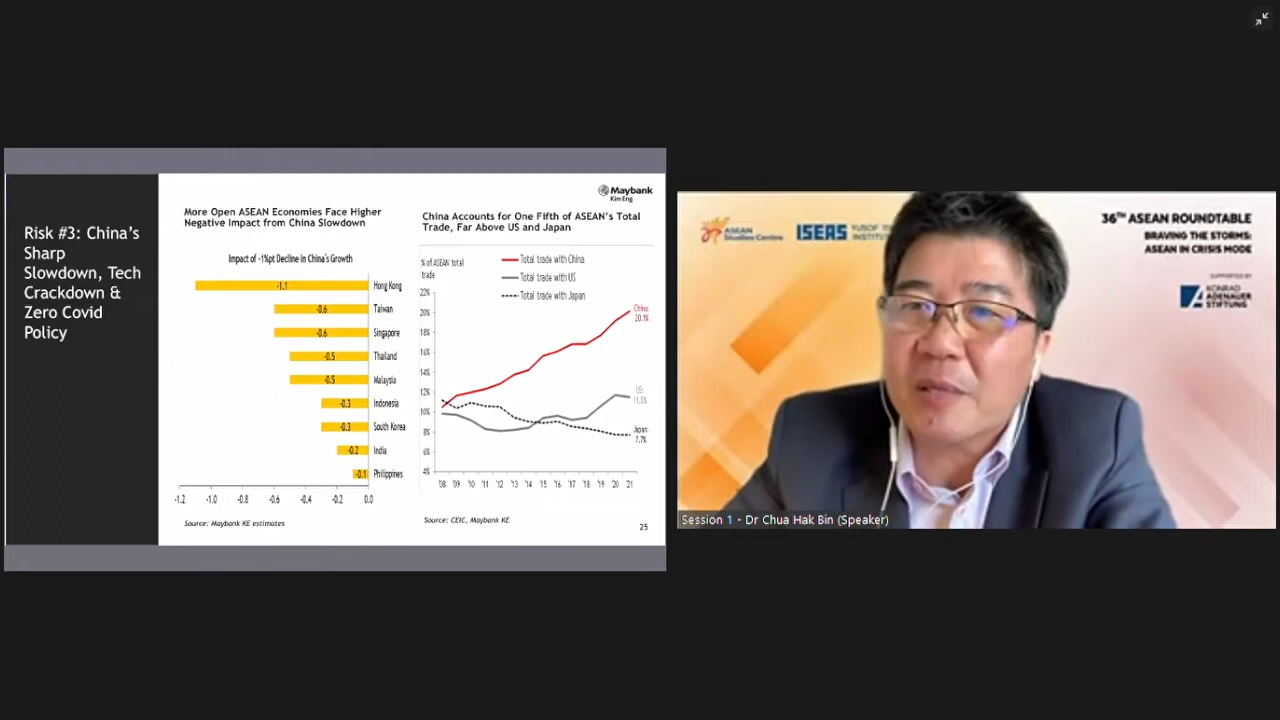 Risk #3: China's
Sharp
Slowdown, Tech
Crackdown &
Zero Covid
Policy
Maybank
Kim Eng
More Open ASEAN Economies Face Higher
Negative Impact from China Slowdown
Impact of -1%pt Decline in China's Growth
-1.1 Hong Kong
-0.6 Taiwan
-0.6 Singapore
-0.5 Thailand
-0.5 Malaysia
-0.3 Indonesia
-0.3 South Korea
-0.2 India
-0.1 Philippines
-1.2 -1.0 -0.8 -0.6 -0.4 -0.2 0.0
Source: Maybank KE estimates
China Accounts for One Fifth of ASEAN's Total
Trade, Far Above US and Japan
% of ASEAN total
trade
Total trade with China
Total trade with US
Total trade with Japan
22%
20%
18%
16%
14%
12%
10%
8%
6%
4%
China:
20.1%
US:
Japan:
7.7%
'08 '09 '10 '11 '12 '13 '14 '15 '16 '17 '18 '19 '20 '21
Source: CEIC, Maybank KE
25
ASEAN
Studies Centre
ISEAS
YUSOF
INSTIT
36TH ASEAN ROUNDTABLE
BRAVING THE STORMS:
ASEAN IN CRISIS MODE
SUPPORTED BY
KONRAD
ADENAUER
STIFTUNG
Session 1 - Dr Chua Hak Bin (Speaker)